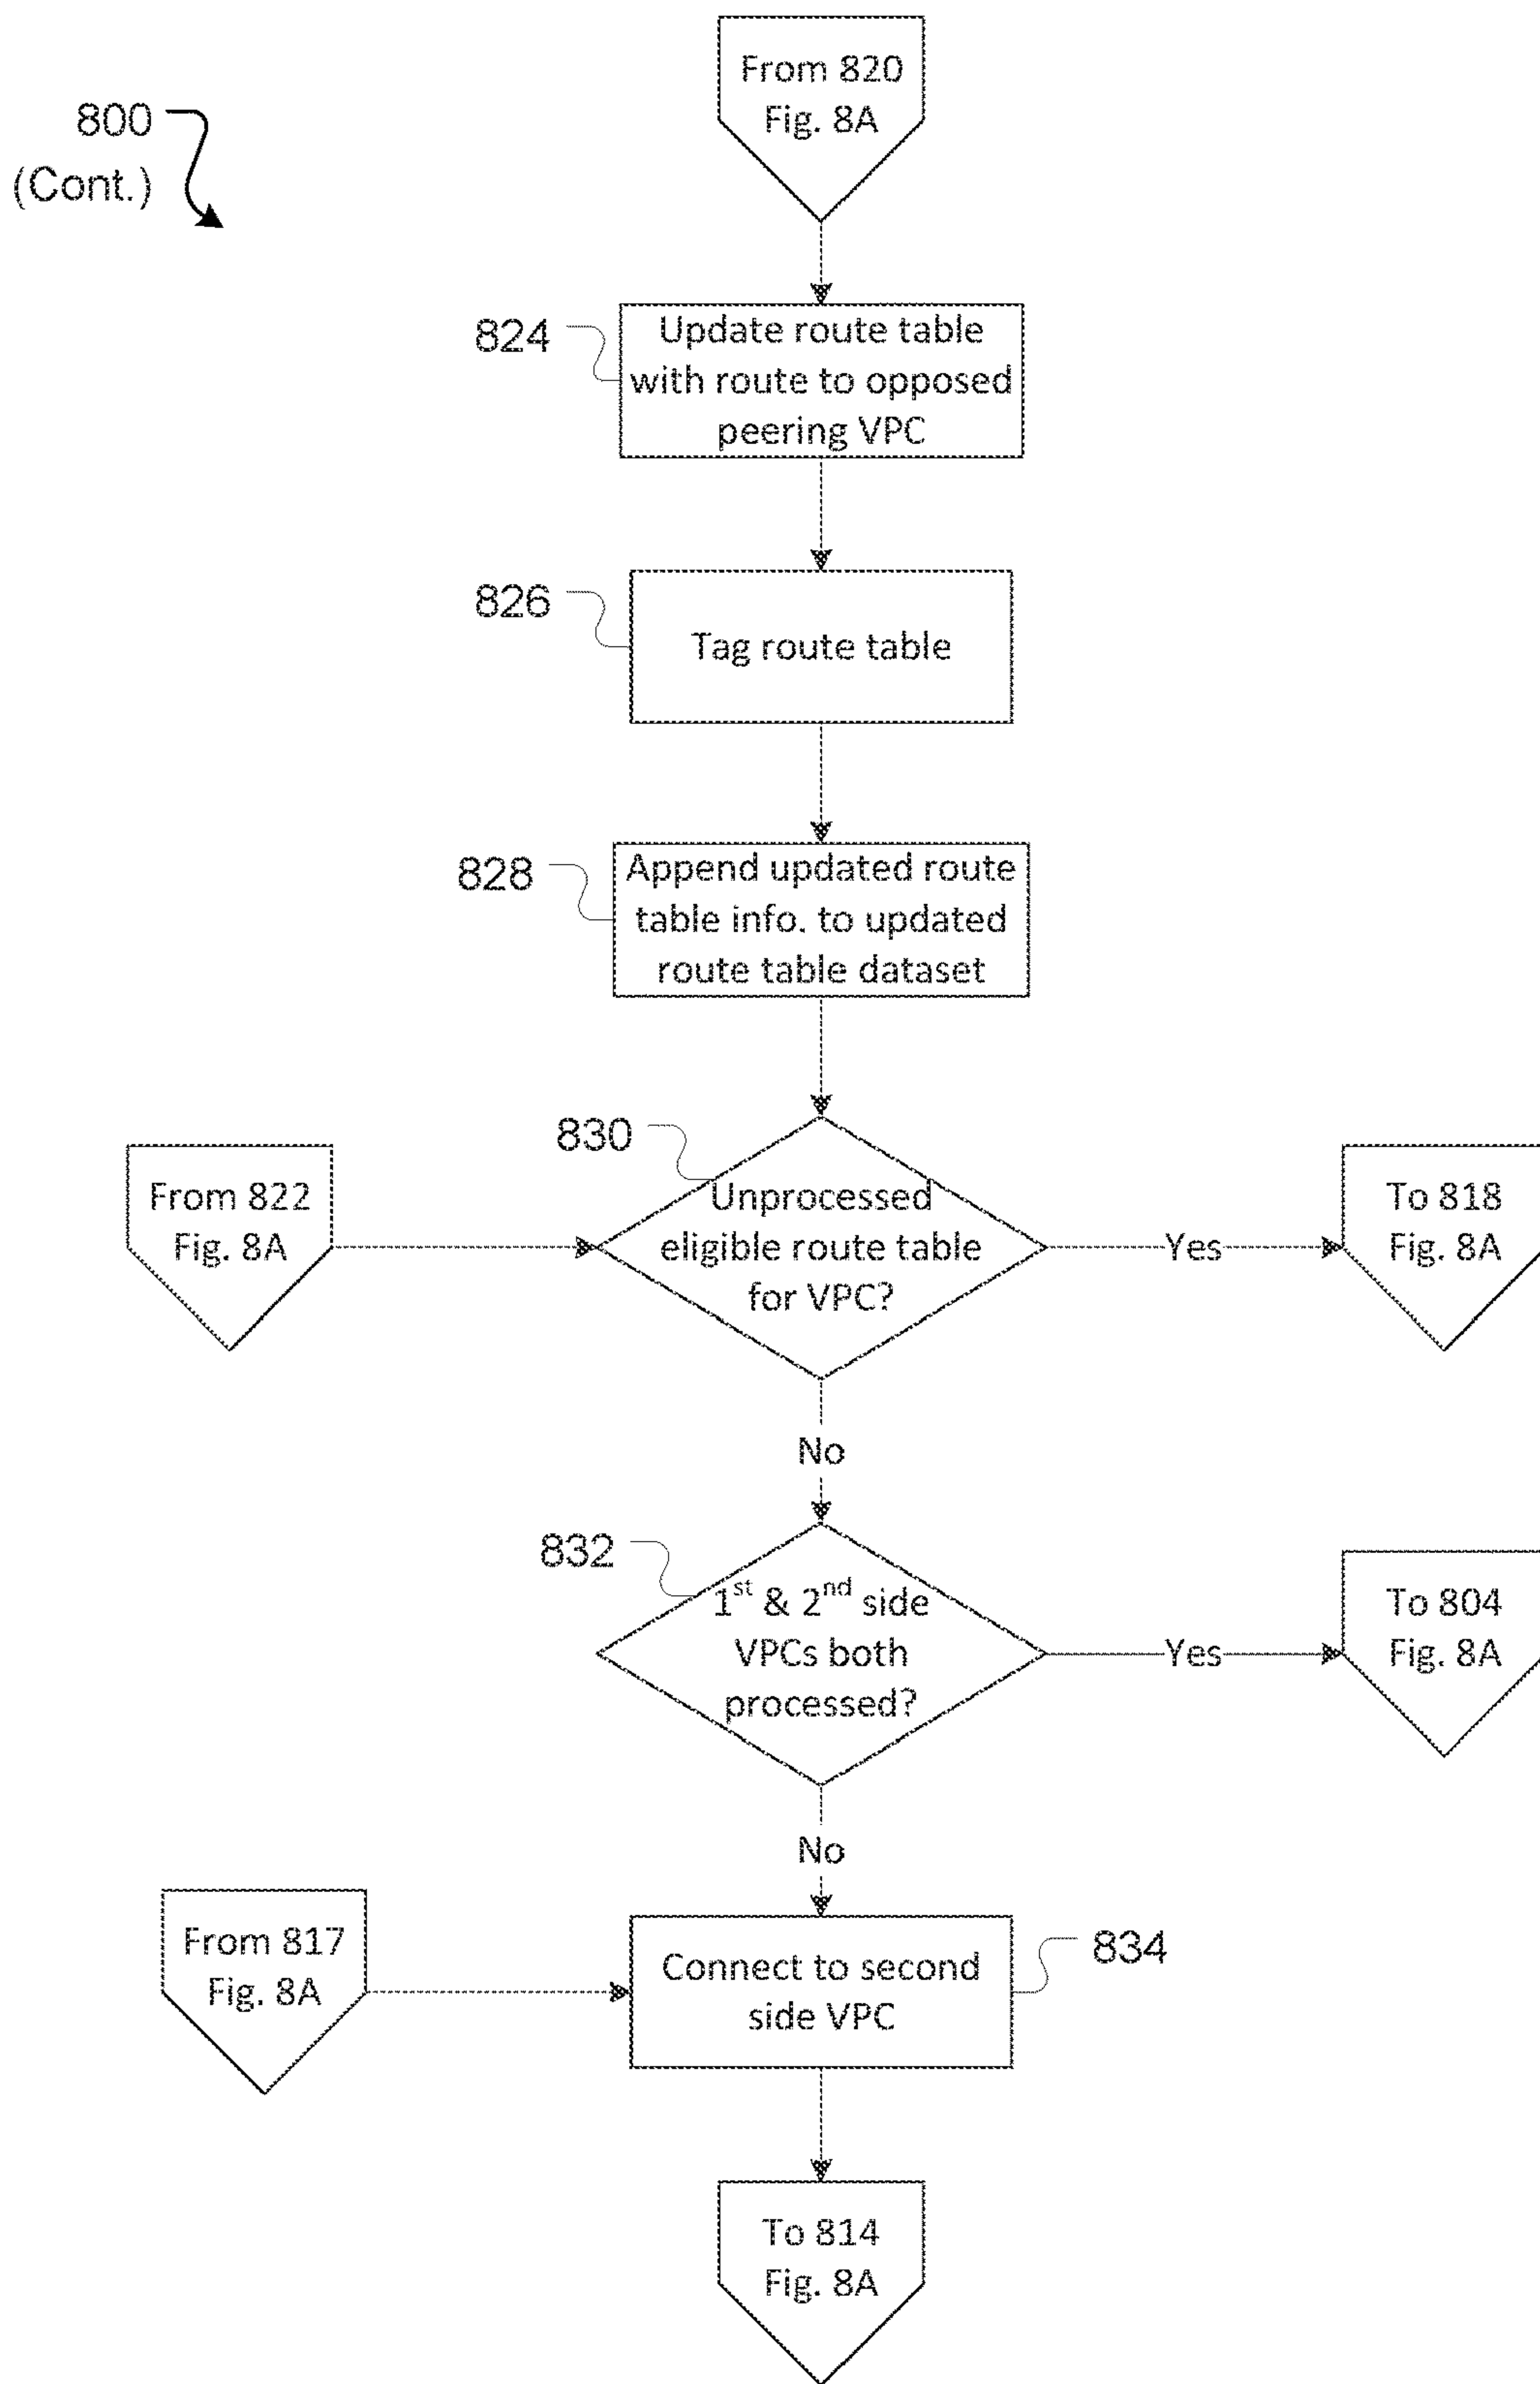 From 820
Fig. 8A
800
(Cont.)
824
Update route table
with route to opposed
peering VPC
826
Tag route table
828
Append updated route
table info. to updated
route table dataset
830
From 822
Fig. 8A
Unprocessed
eligible route table
for VPC?
Yes
To 818
Fig. 8A
No
832
1st & 2nd side
VPCs both
processed?
Yes
To 804
Fig. 8A
No
From 817
Fig. 8A
Connect to second
side VPC
834
To 814
Fig. 8A